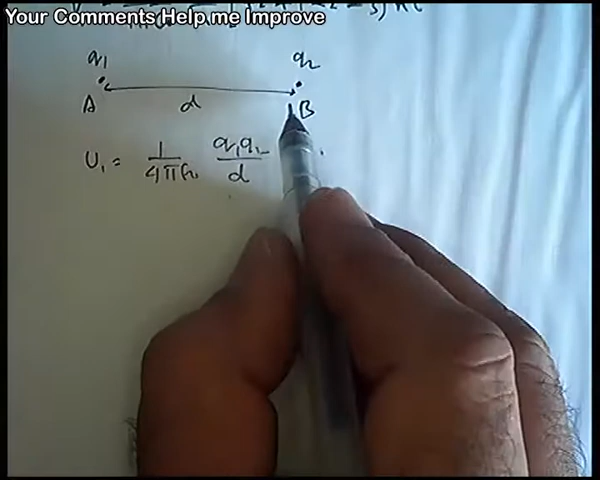 Your Comments Help me Improve
q1 q2
A d B
U1 = 1/4πε0 q1q2/d